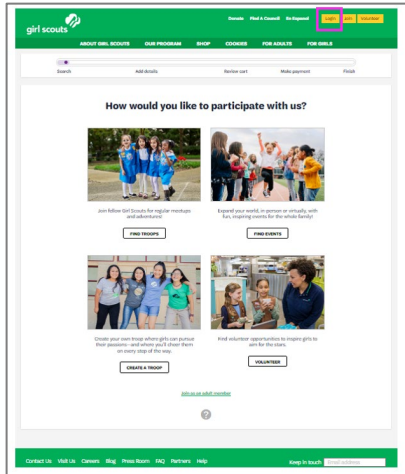 girl scouts
Donate Find A Council En Espanol Login Join Volunteer
ABOUT GIRL SCOUTS OUR PROGRAM SHOP COOKIES FOR ADULTS FOR GIRLS
Search Add details Review cart Make payment Finish
How would you like to participate with us?
Join fellow Girl Scouts for regular meetups
and adventures!
FIND TROOPS
Expand your world, in-person or virtually, with
fun, inspiring events for the whole family!
FIND EVENTS
Create your own troop where girls can pursue
their passions—and where you'll cheer them
on every step of the way.
CREATE A TROOP
Find volunteer opportunities to inspire girls to
aim for the stars.
VOLUNTEER
Join as an adult member
?
Contact Us Visit Us Careers Blog Press Room FAQ Partners Help Keep in touch Email address